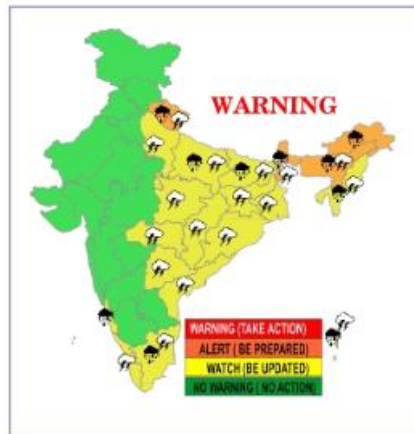 WARNING
WARNING (TAKE ACTION)
ALERT ( BE PREPARED)
WATCH (BE UPDATED)
NO WARNING ( NO ACTION)